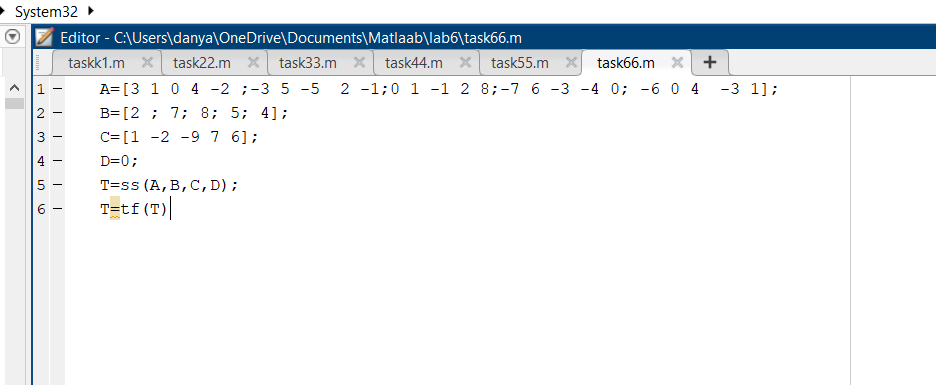 System32
Editor - C:\Users\danya\OneDrive\Documents\Matlaab\lab6\task66.m
taskk1.m task22.m task33.m task44.m task55.m task66.m +
1 - A=[3 1 0 4 -2 ;-3 5 -5  2 -1;0 1 -1 2 8;-7 6 -3 -4 0; -6 0 4  -3 1];
2 - B=[2 ; 7; 8; 5; 4];
3 - C=[1 -2 -9 7 6];
4 - D=0;
5 - T=ss(A,B,C,D);
6 - T=tf(T)